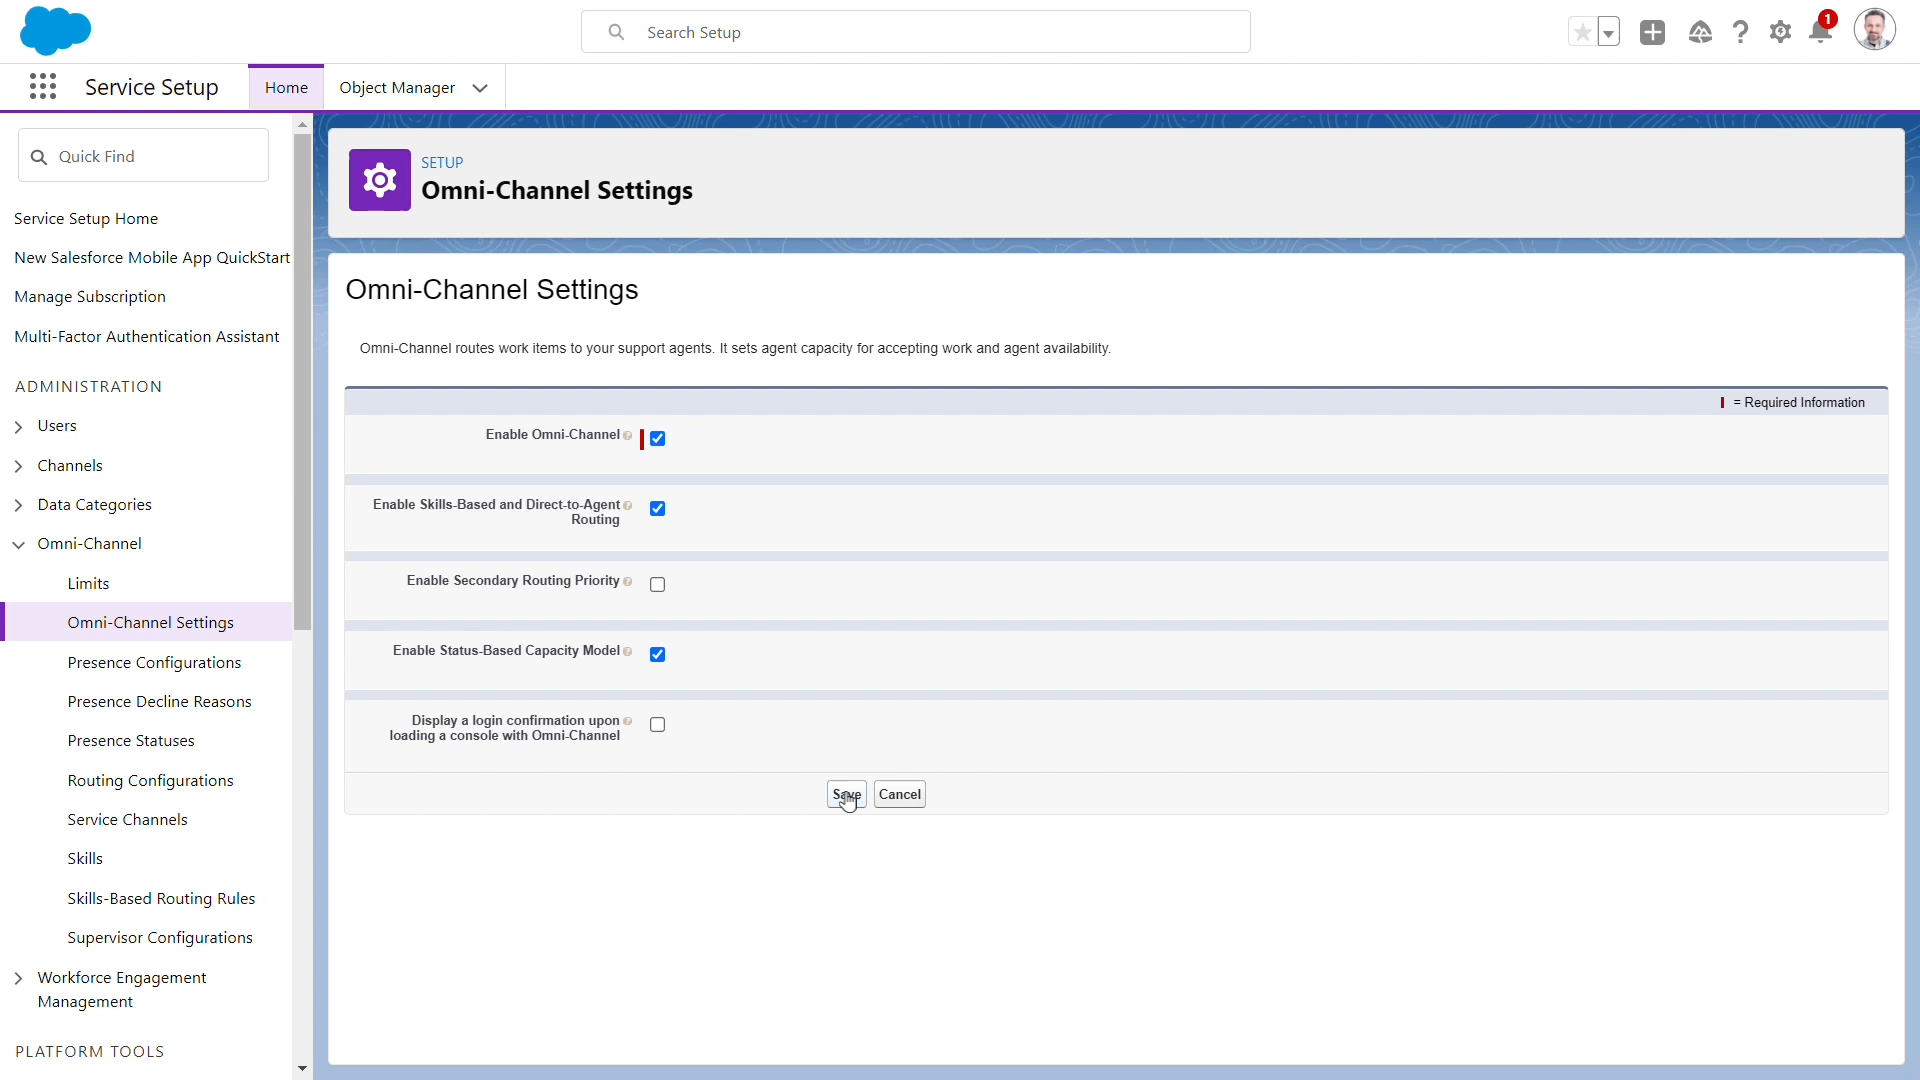 Search Setup
1
Service Setup
Home
Object Manager
Quick Find
Service Setup Home
New Salesforce Mobile App QuickStart
Manage Subscription
Multi-Factor Authentication Assistant
ADMINISTRATION
Users
Channels
Data Categories
Omni-Channel
Limits
Omni-Channel Settings
Presence Configurations
Presence Decline Reasons
Presence Statuses
Routing Configurations
Service Channels
Skills
Skills-Based Routing Rules
Supervisor Configurations
Workforce Engagement
Management
PLATFORM TOOLS
SETUP
Omni-Channel Settings
Omni-Channel Settings
Omni-Channel routes work items to your support agents. It sets agent capacity for accepting work and agent availability.
= Required Information
Enable Omni-Channel
Enable Skills-Based and Direct-to-Agent
Routing
Enable Secondary Routing Priority
Enable Status-Based Capacity Model
Display a login confirmation upon
loading a console with Omni-Channel
Save Cancel